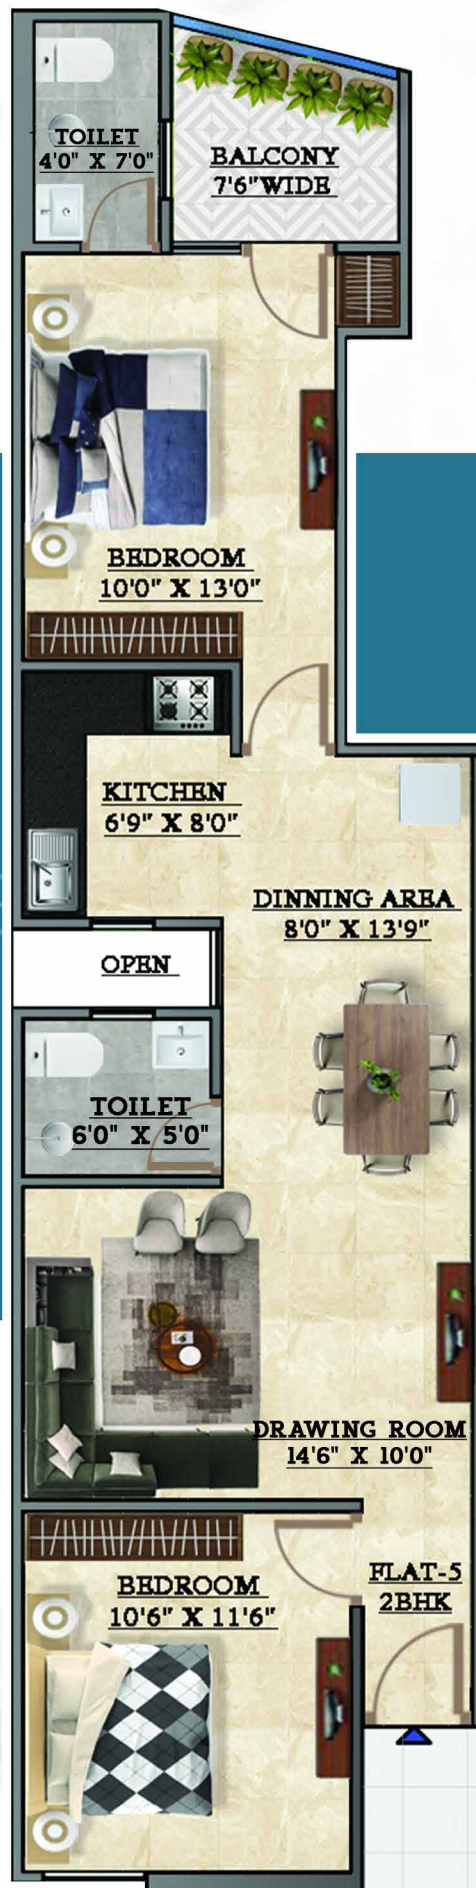 TOILET
4'0" X 7'0"
BALCONY
7'6"WIDE
BEDROOM
10'0" X 13'0"
KITCHEN
6'9" X 8'0"
DINNING AREA
8'0" X 13'9"
OPEN
TOILET
6'0" X 5'0"
DRAWING ROOM
14'6" X 10'0"
FLAT-5
2BHK
BEDROOM
10'6" X 11'6"